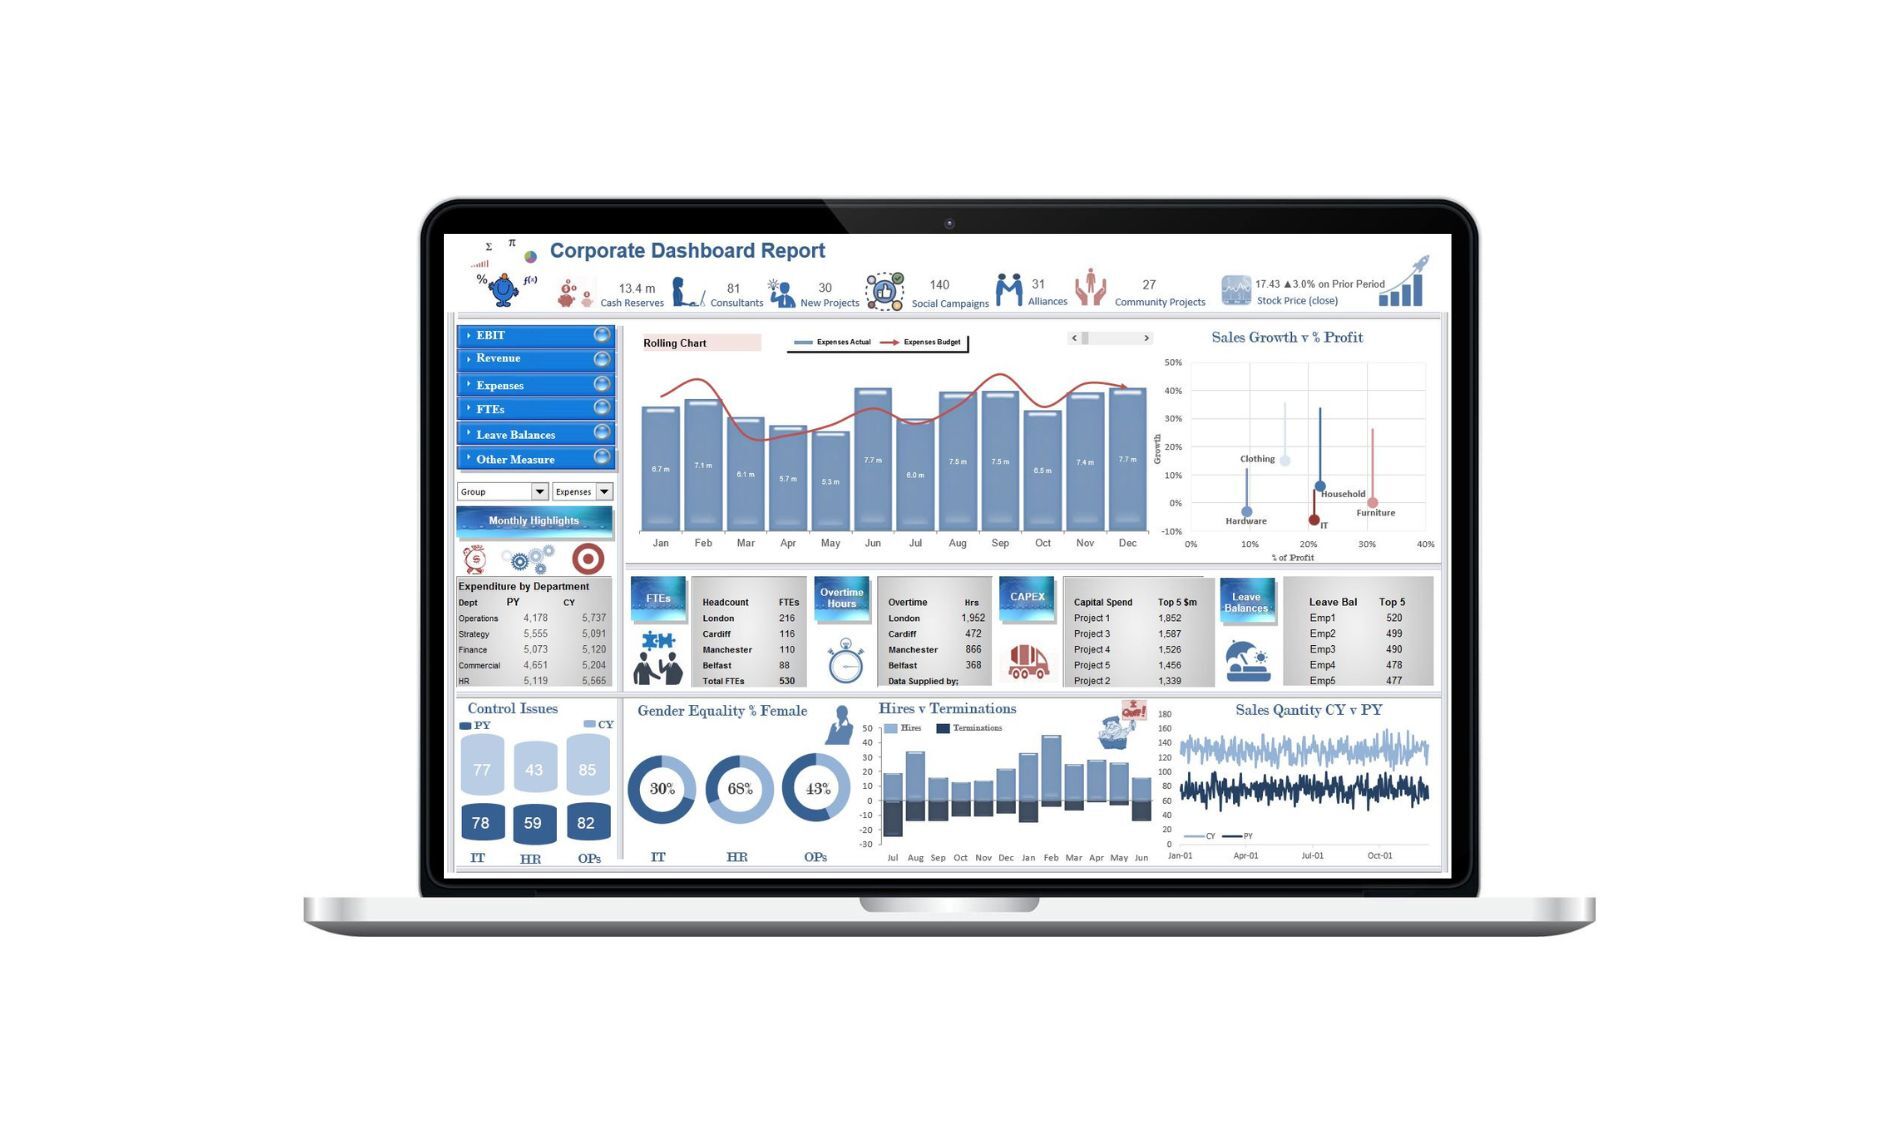 Σ π
% f(x)
Corporate Dashboard Report
13.4 m
Cash Reserves
81
Consultants
30
New Projects
140
Social Campaigns
31
Alliances
27
Community Projects
17.43 ▲3.0% on Prior Period
Stock Price (close)
EBIT
Revenue
Expenses
FTEs
Leave Balances
Other Measure
Group
Expenses
Monthly Highlights
Expenditure by Department
Dept PY CY
Operations 4,178 5,737
Strategy 5,555 5,091
Finance 5,073 5,120
Commercial 4,651 5,204
HR 5,119 5,565
Rolling Chart
Expenses Actual Expenses Budget
6.7 m 7.1 m 6.1 m 5.7 m 5.3 m 7.7 m 6.0 m 7.5 m 7.5 m 6.5 m 7.4 m 7.7 m
Jan Feb Mar Apr May Jun Jul Aug Sep Oct Nov Dec
Sales Growth v % Profit
50%
40%
30%
20%
10%
0%
-10%
Growth
Clothing
Household
Furniture
Hardware
IT
0% 10% 20% 30% 40%
% of Profit
FTEs
Headcount FTEs
London 216
Cardiff 116
Manchester 110
Belfast 88
Total FTEs 530
Overtime
Hours
Overtime Hrs
London 1,952
Cardiff 472
Manchester 866
Belfast 368
Data Supplied by;
CAPEX
Capital Spend Top 5 $m
Project 1 1,852
Project 3 1,587
Project 4 1,526
Project 5 1,456
Project 2 1,339
Leave
Balances
Leave Bal Top 5
Emp1 520
Emp2 499
Emp3 490
Emp4 478
Emp5 477
Control Issues
PY CY
77 43 85
78 59 82
IT HR OPs
Gender Equality % Female
30% 68% 43%
IT HR OPs
Hires v Terminations
Hires Terminations
I
Quit!
50
40
30
20
10
0
-10
-20
-30
Jul Aug Sep Oct Nov Dec Jan Feb Mar Apr May Jun
Sales Qantity CY v PY
180
160
140
120
100
80
60
40
20
0
CY PY
Jan-01 Apr-01 Jul-01 Oct-01